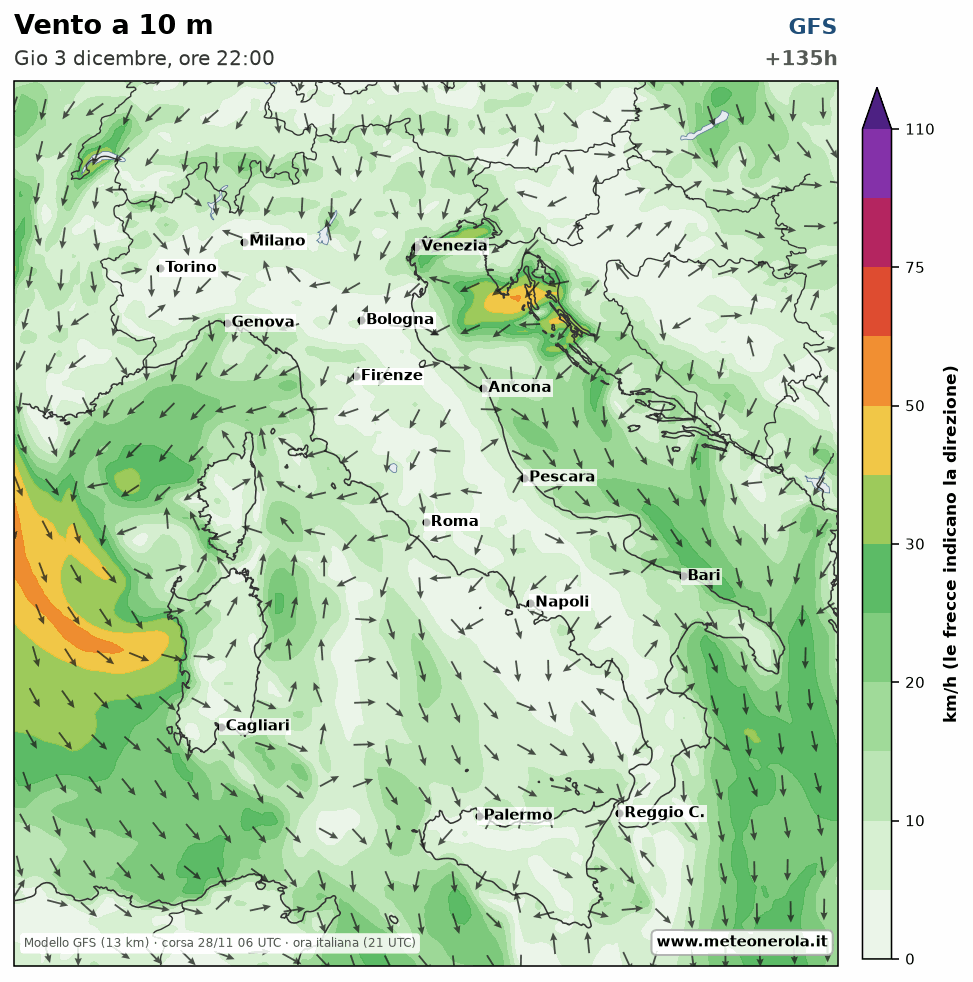 Vento a 10 m
GFS
Gio 3 dicembre, ore 22:00
+135h
Milano
Venezia
Torino
Genova
Bologna
Firenze
Ancona
Pescara
Roma
Bari
Napoli
Cagliari
Palermo
Reggio C.
Modello GFS (13 km) · corsa 28/11 06 UTC · ora italiana (21 UTC)
www.meteonerola.it
110
75
50
30
20
10
0
km/h (le frecce indicano la direzione)